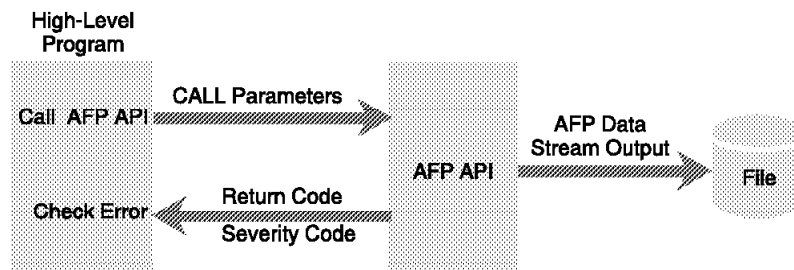 High-Level
Program
Call AFP API
CALL Parameters
AFP API
AFP Data
Stream Output
File
Check Error
Return Code
Severity Code